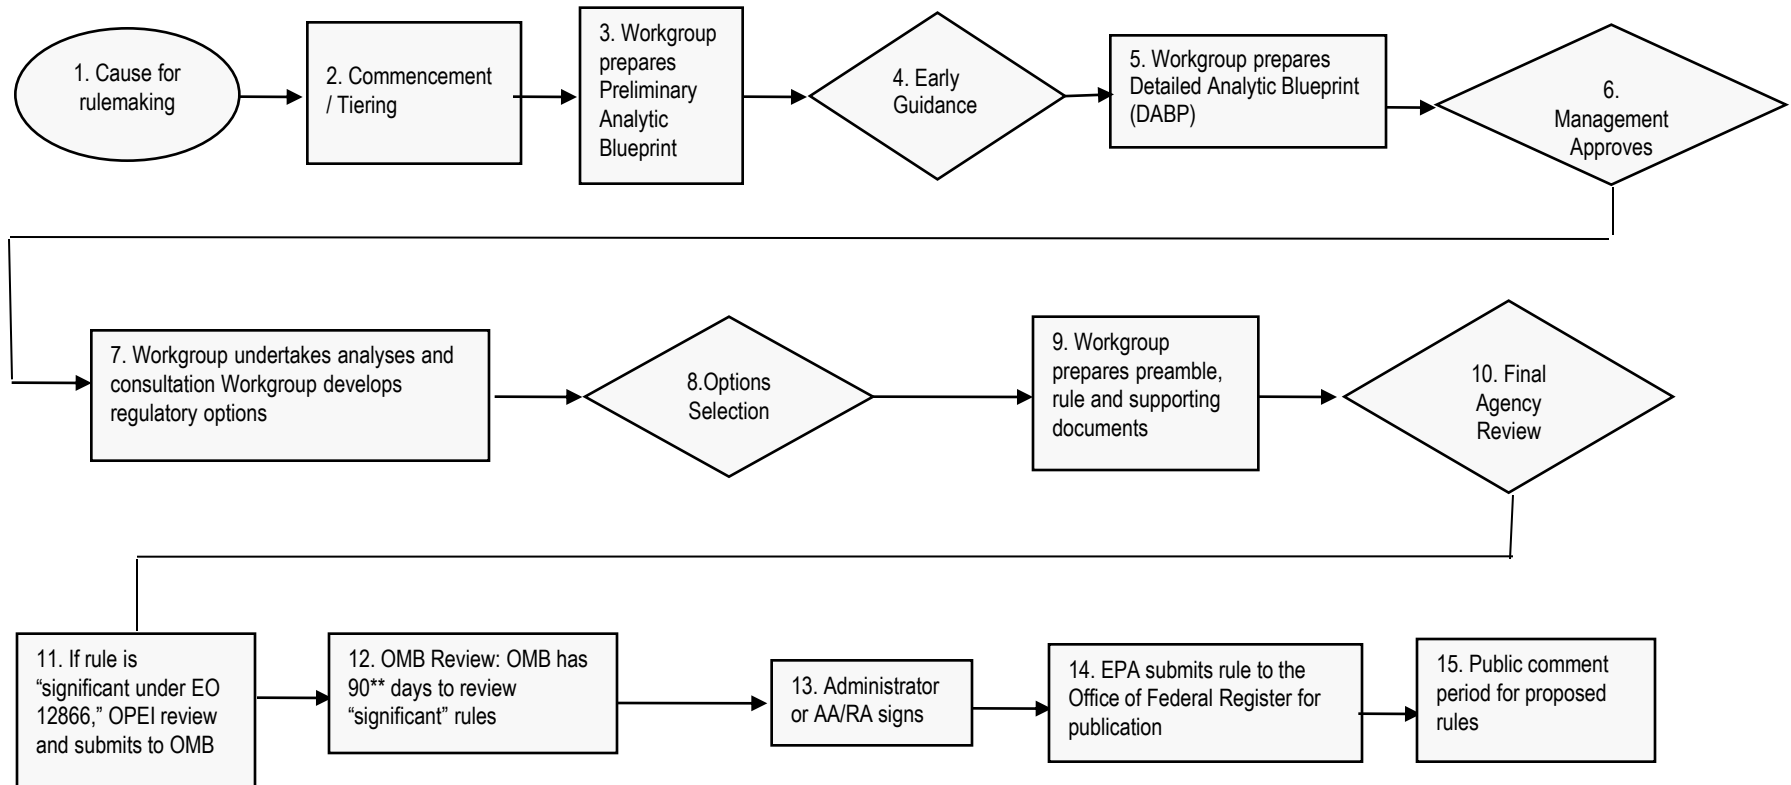 1. Cause for
rulemaking
2. Commencement
/ Tiering
3. Workgroup
prepares
Preliminary
Analytic
Blueprint
4. Early
Guidance
5. Workgroup prepares
Detailed Analytic Blueprint
(DABP)
6.
Management
Approves
7. Workgroup undertakes analyses and
consultation Workgroup develops
regulatory options
8.Options
Selection
9. Workgroup
prepares preamble,
rule and supporting
documents
10. Final
Agency
Review
11. If rule is
“significant under EO
12866,” OPEI review
and submits to OMB
12. OMB Review: OMB has
90** days to review
“significant” rules
13. Administrator
or AA/RA signs
14. EPA submits rule to the
Office of Federal Register for
publication
15. Public comment
period for proposed
rules